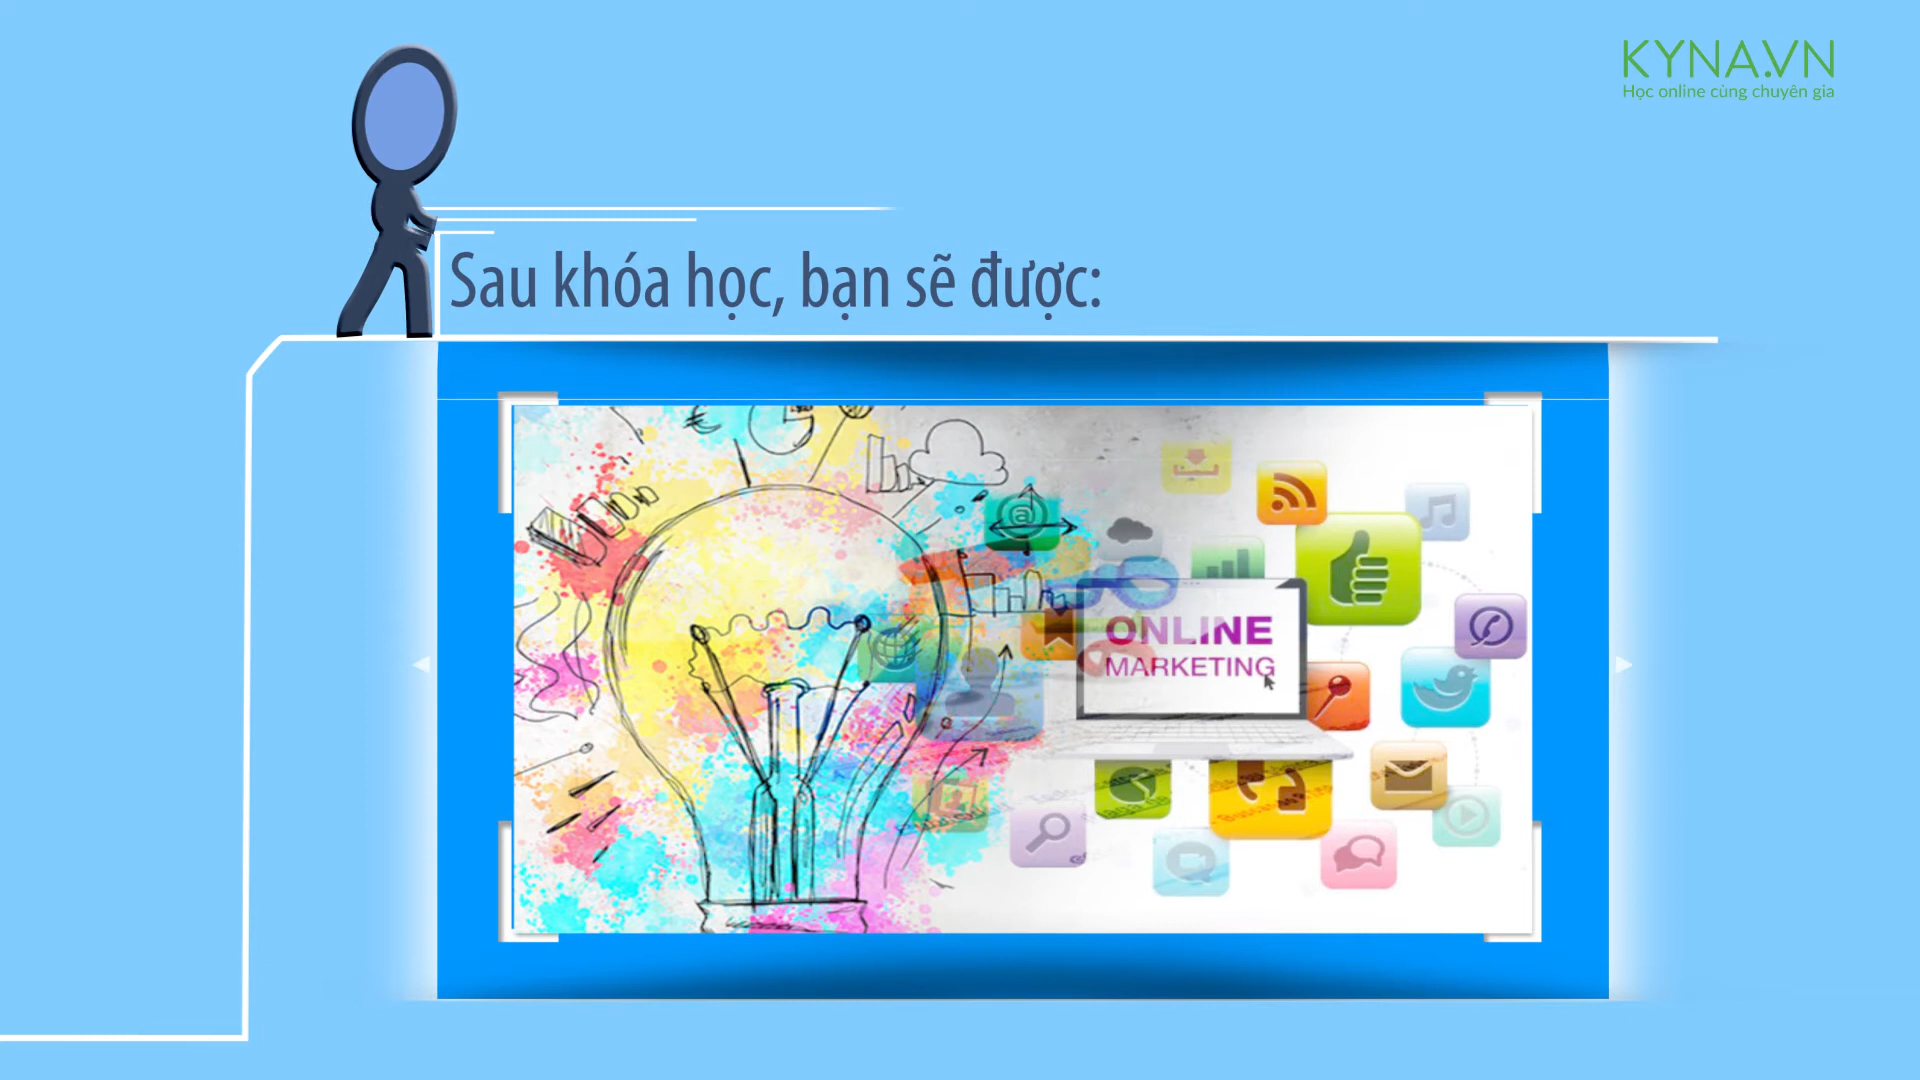 KYNA.VN
Học online cùng chuyên gia
Sau khóa học, bạn sẽ được:
ONLINE
MARKETING